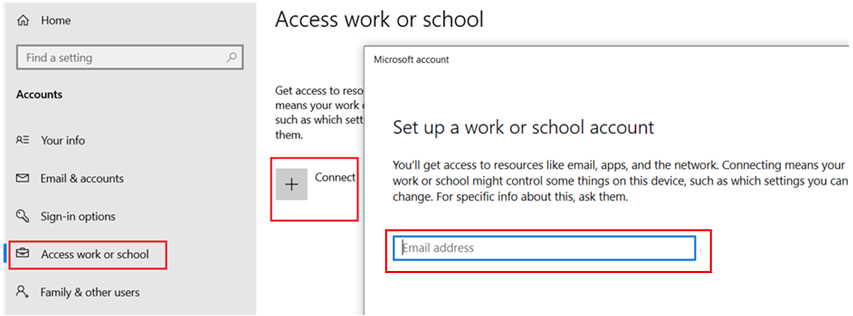 Home
Find a setting
Accounts
Your info
Email & accounts
Sign-in options
Access work or school
Family & other users
Access work or school
Get access to reso
means your work
such as which sett
them.
Connect
Microsoft account
Set up a work or school account
You'll get access to resources like email, apps, and the network. Connecting means your
work or school might control some things on this device, such as which settings you can
change. For specific info about this, ask them.
Email address